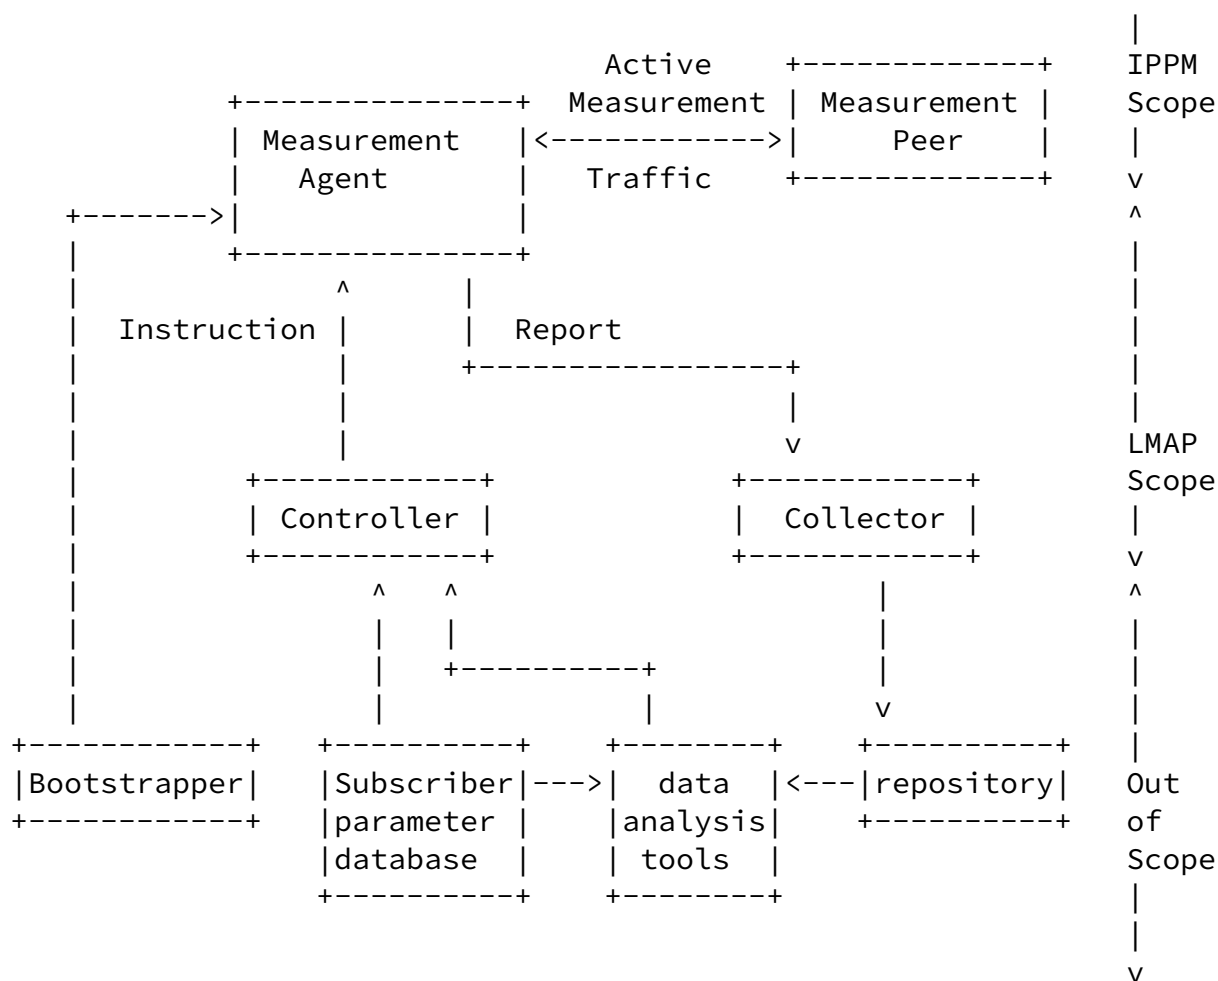 Active IPPM
Measurement Measurement Scope
Measurement Peer
Agent Traffic
Instruction Report
LMAP
Scope
Controller Collector
Bootstrapper Subscriber data repository Out
parameter analysis of
database tools Scope